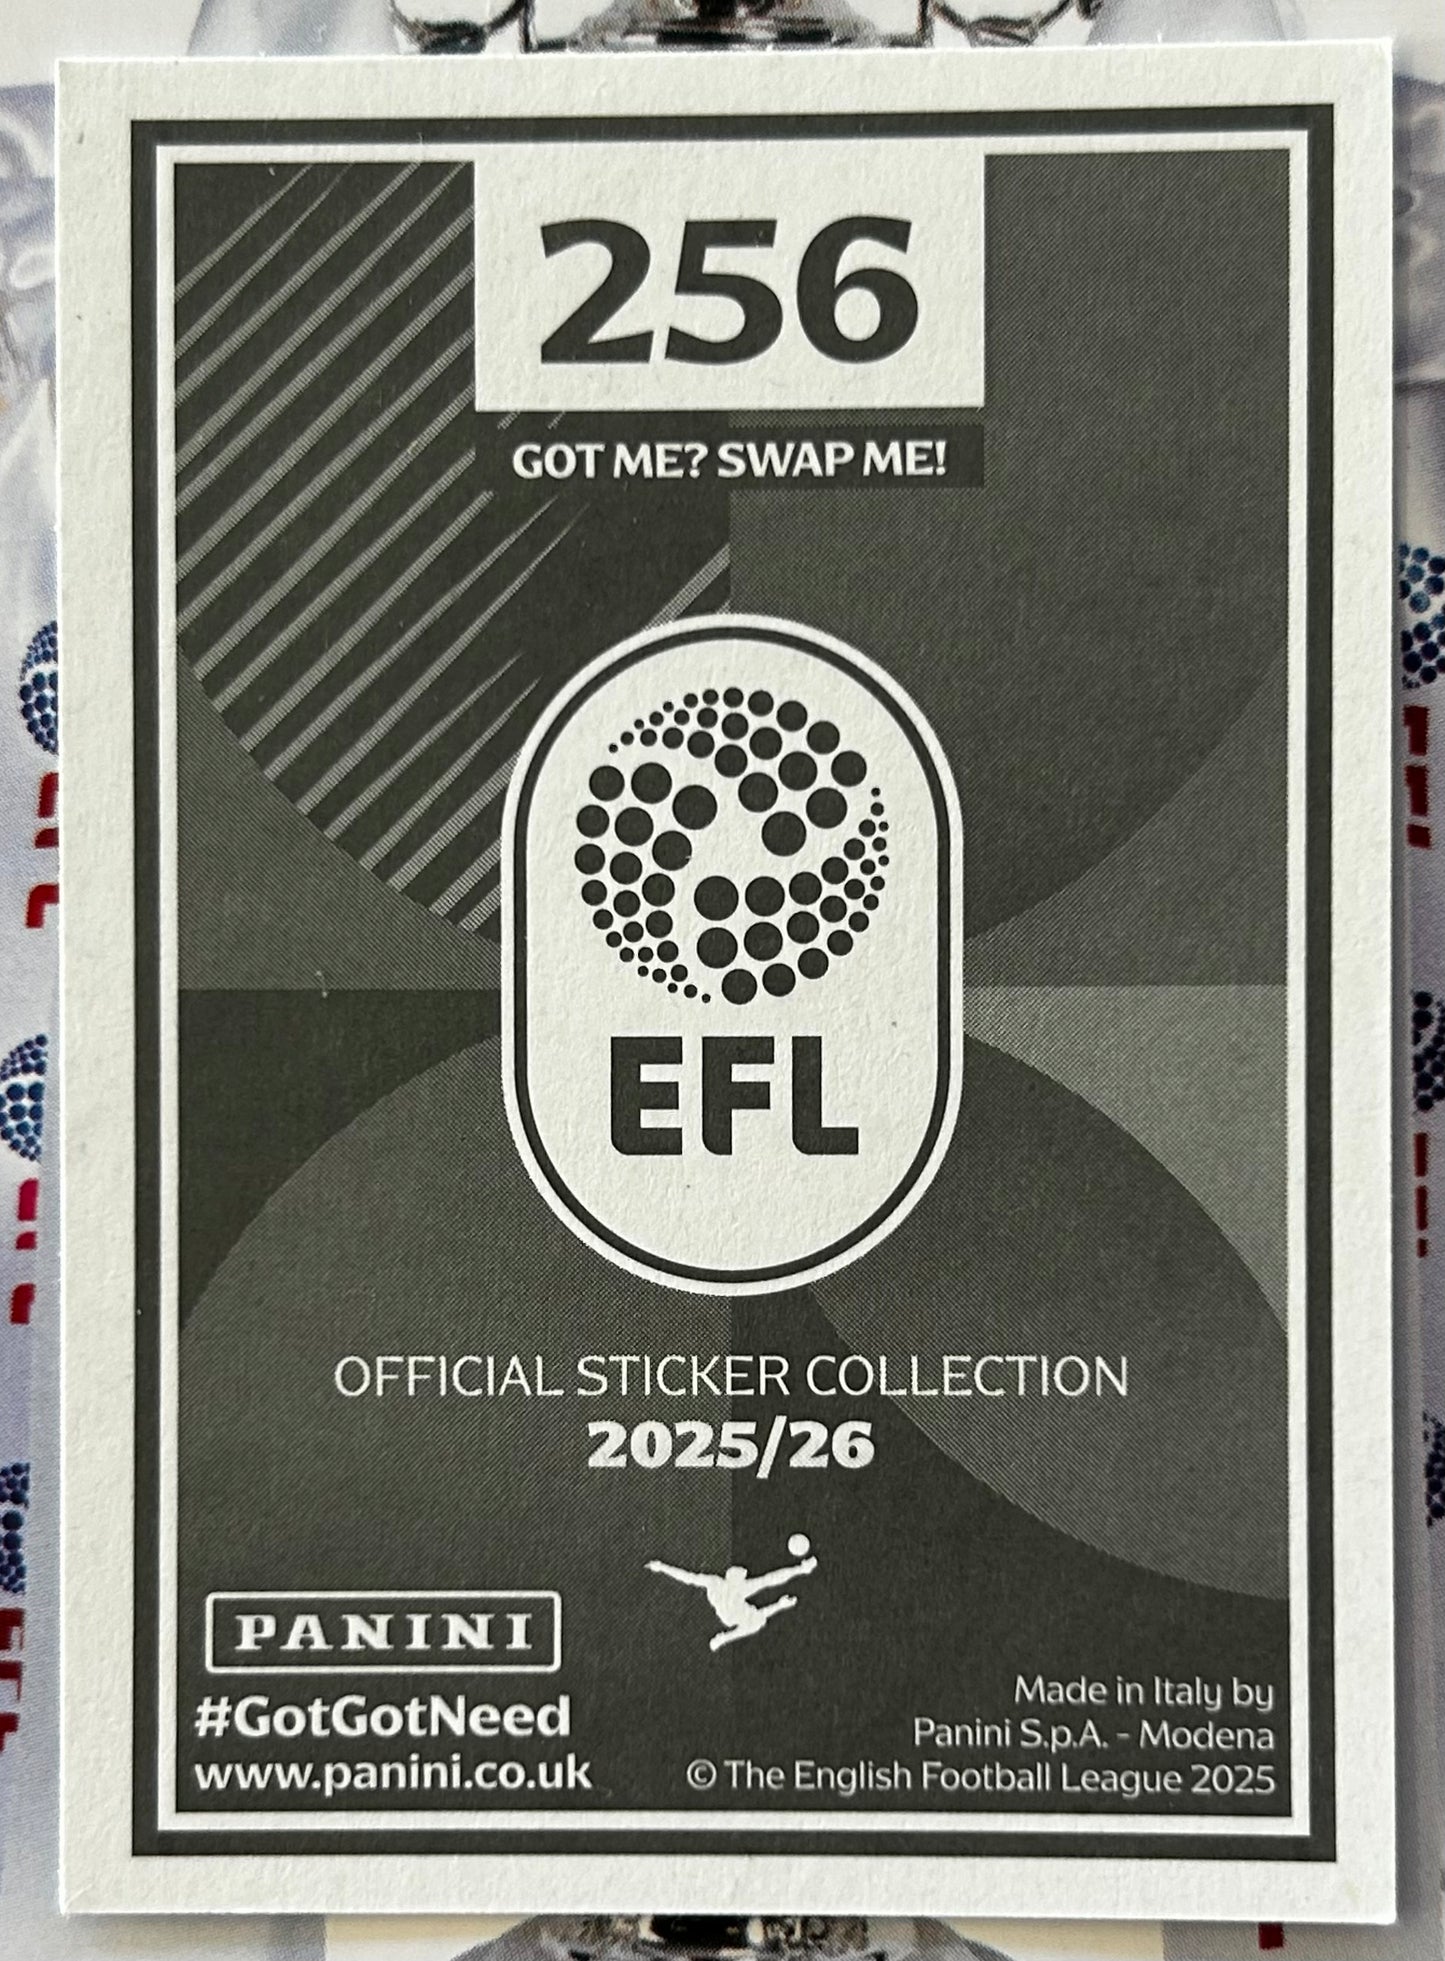 256
GOT ME? SWAP ME!
EFL
OFFICIAL STICKER COLLECTION
2025/26
PANINI
#GotGotNeed
www.panini.co.uk
Made in Italy by
Panini S.p.A. - Modena
© The English Football League 2025